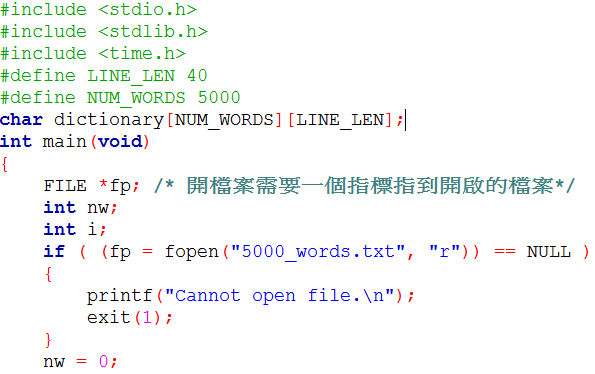 #include <stdio.h>
#include <stdlib.h>
#include <time.h>
#define LINE_LEN 40
#define NUM_WORDS 5000
char dictionary[NUM_WORDS][LINE_LEN];
int main(void)
{
    FILE *fp; /* 開檔案需要一個指標指到開啟的檔案*/
    int nw;
    int i;
    if ( (fp = fopen("5000_words.txt", "r")) == NULL )
    {
        printf("Cannot open file.\n");
        exit(1);
    }
    nw = 0;